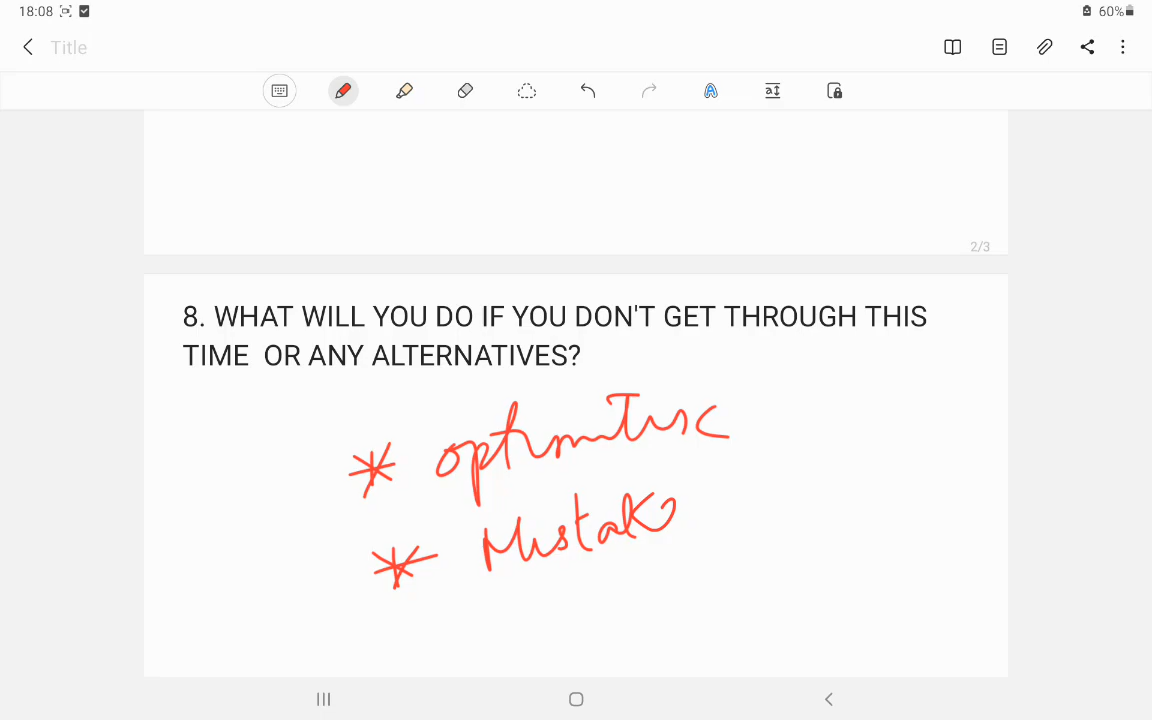 18:08 60%
Title
2/3
8. WHAT WILL YOU DO IF YOU DON'T GET THROUGH THIS
TIME OR ANY ALTERNATIVES?
* optimistic
* Mistake